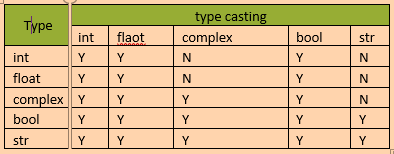 Type type casting
int flaot complex bool str
int Y Y N Y N
float Y Y N Y N
complex Y Y Y Y N
bool Y Y Y Y Y
str Y Y Y Y Y